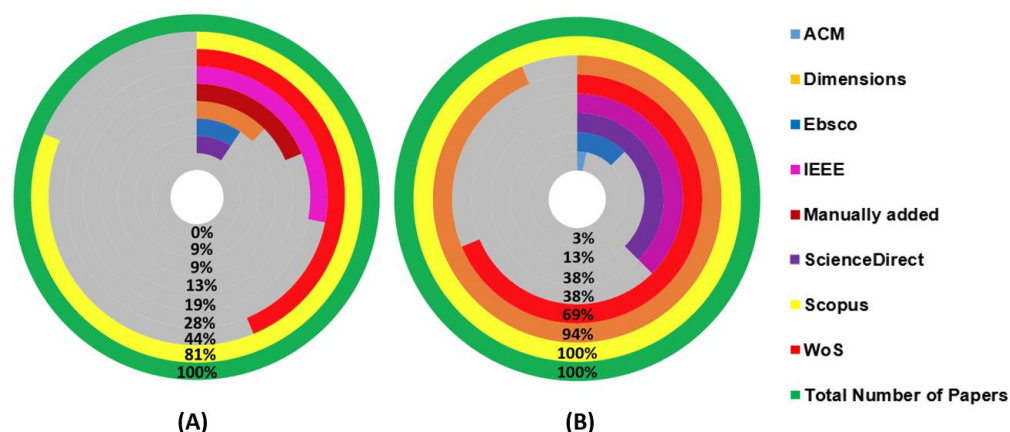 0%
9%
9%
13%
19%
28%
44%
81%
100%
(A)
3%
13%
38%
38%
69%
94%
100%
100%
(B)
ACM
Dimensions
Ebsco
IEEE
Manually added
ScienceDirect
Scopus
WoS
Total Number of Papers